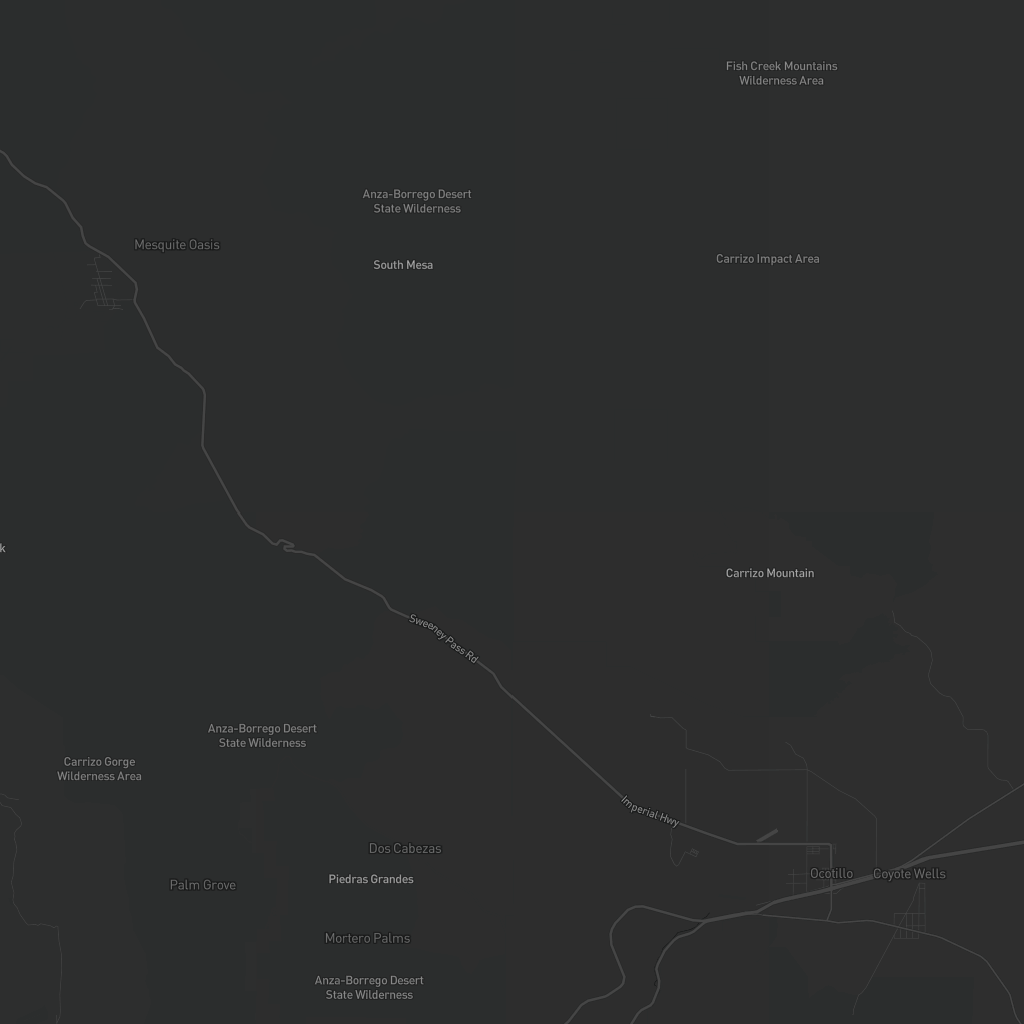 Fish Creek Mountains
Wilderness Area
Anza-Borrego Desert
State Wilderness
Mesquite Oasis
South Mesa
Carrizo Impact Area
k
Carrizo Mountain
Sweeney Pass Rd
Anza-Borrego Desert
State Wilderness
Carrizo Gorge
Wilderness Area
Imperial Hwy
Dos Cabezas
Piedras Grandes
Palm Grove
Ocotillo
Coyote Wells
Mortero Palms
Anza-Borrego Desert
State Wilderness